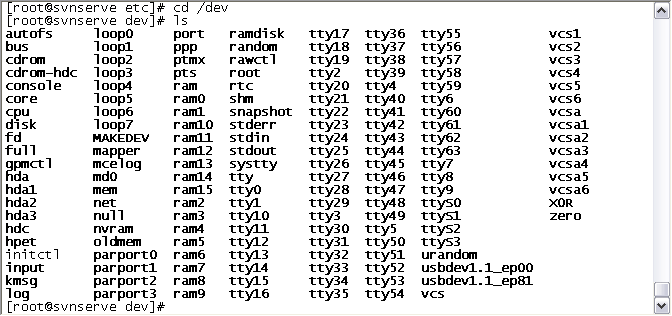 [root@svnserve etc]# cd /dev
[root@svnserve dev]# ls
autofs loop0 port ramdisk tty17 tty36 tty55 vcs1
bus loop1 ppp random tty18 tty37 tty56 vcs2
cdrom loop2 ptmx rawctl tty19 tty38 tty57 vcs3
cdrom-hdc loop3 pts root tty2 tty39 tty58 vcs4
console loop4 ram rtc tty20 tty4 tty59 vcs5
core loop5 ram0 shm tty21 tty40 tty6 vcs6
cpu loop6 ram1 snapshot tty22 tty41 tty60 vcsa
disk loop7 ram10 stderr tty23 tty42 tty61 vcsa1
fd MAKEDEV ram11 stdin tty24 tty43 tty62 vcsa2
full mapper ram12 stdout tty25 tty44 tty63 vcsa3
gpmctl mcelog ram13 systty tty26 tty45 tty7 vcsa4
hda md0 ram14 tty tty27 tty46 tty8 vcsa5
hda1 mem ram15 tty0 tty28 tty47 tty9 vcsa6
hda2 net ram2 tty1 tty29 tty48 ttyS0 XOR
hda3 null ram3 tty10 tty3 tty49 ttyS1 zero
hdc nvram ram4 tty11 tty30 tty5 ttyS2
hpet oldmem ram5 tty12 tty31 tty50 ttyS3
initctl parport0 ram6 tty13 tty32 tty51 urandom
input parport1 ram7 tty14 tty33 tty52 usbdev1.1_ep00
kmsg parport2 ram8 tty15 tty34 tty53 usbdev1.1_ep81
log parport3 ram9 tty16 tty35 tty54 vcs
[root@svnserve dev]#